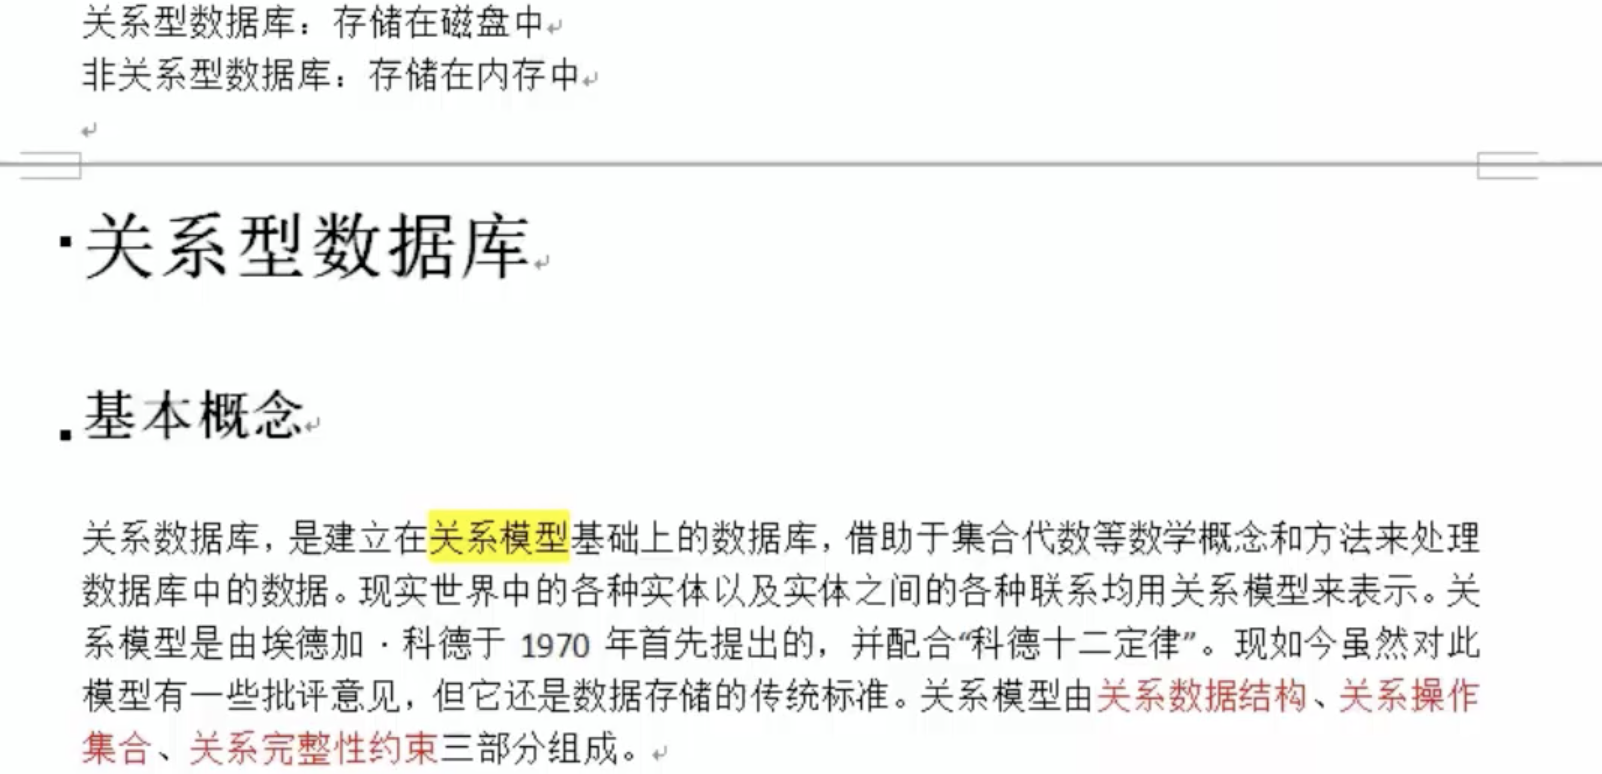 关系型数据库：存储在磁盘中
非关系型数据库：存储在内存中
关系型数据库
基本概念
关系数据库，是建立在关系模型基础上的数据库，借助于集合代数等数学概念和方法来处理
数据库中的数据。现实世界中的各种实体以及实体之间的各种联系均用关系模型来表示。关
系模型是由埃德加·科德于 1970 年首先提出的，并配合“科德十二定律”。现如今虽然对此
模型有一些批评意见，但它还是数据存储的传统标准。关系模型由关系数据结构、关系操作
集合、关系完整性约束三部分组成。